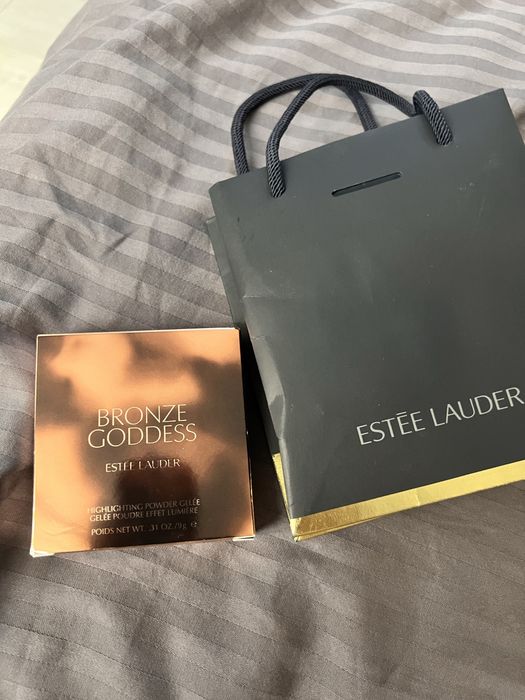 BRONZE
GODDESS
ESTĒE LAUDER
HIGHLIGHTING POWDER GELÉE
GELÉE POUDRE EFFET LUMIÈRE
POIDS NET WT. .31 OZ./9g ℮
ESTĒE LAUDER